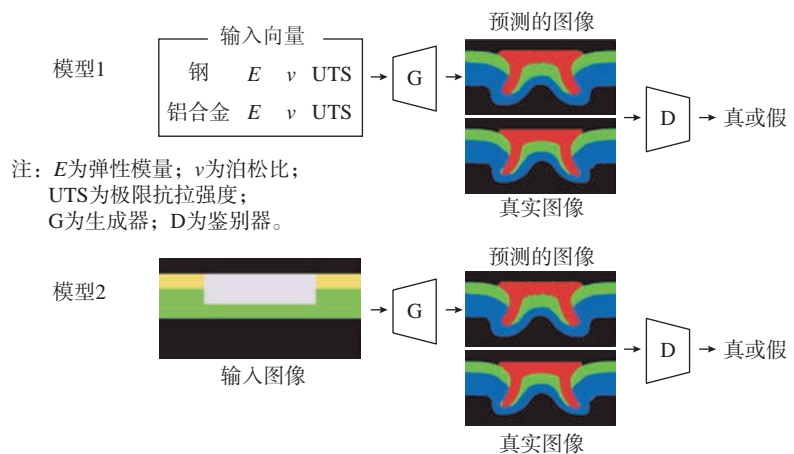 预测的图像
输入向量
模型1
钢 E ν UTS
G
D
真或假
铝合金 E ν UTS
注：E为弹性模量；ν为泊松比；
UTS为极限抗拉强度；
G为生成器；D为鉴别器。
真实图像
预测的图像
模型2
G
D
真或假
输入图像
真实图像